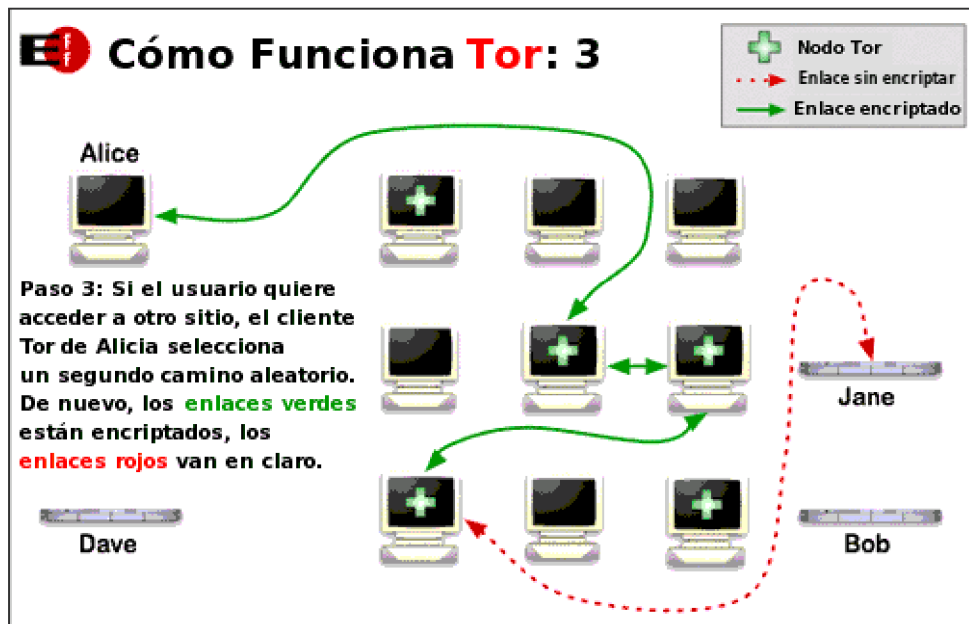 EFF Cómo Funciona Tor: 3
Nodo Tor
Enlace sin encriptar
Enlace encriptado
Alice
Paso 3: Si el usuario quiere
acceder a otro sitio, el cliente
Tor de Alicia selecciona
un segundo camino aleatorio.
De nuevo, los enlaces verdes
están encriptados, los
enlaces rojos van en claro.
Jane
Dave
Bob